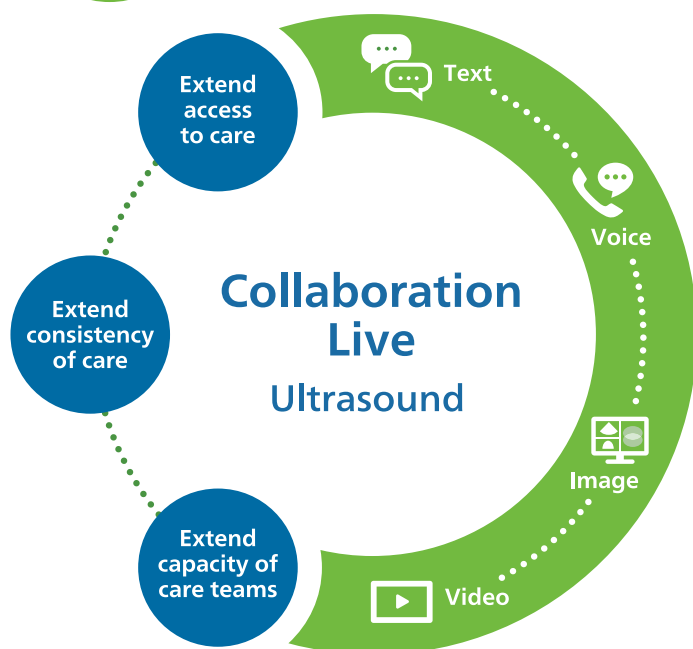 Extend
access
to care
Text
Voice
Extend
consistency
of care
Collaboration
Live
Ultrasound
Image
Extend
capacity of
care teams
Video